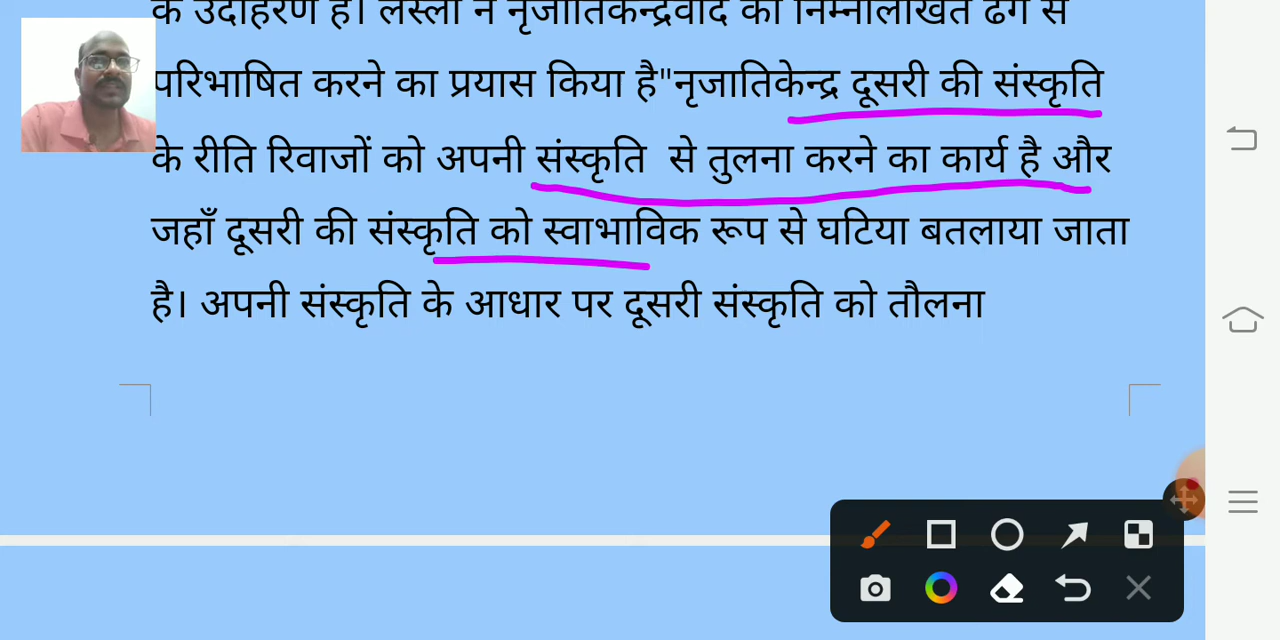 के उदाहरण है। लेस्ली ने नृजातिकेन्द्रवाद को निम्नलिखित ढंग से
परिभाषित करने का प्रयास किया है"नृजातिकेन्द्र दूसरी की संस्कृति
के रीति रिवाजों को अपनी संस्कृति से तुलना करने का कार्य है और
जहाँ दूसरी की संस्कृति को स्वाभाविक रूप से घटिया बतलाया जाता
है। अपनी संस्कृति के आधार पर दूसरी संस्कृति को तौलना